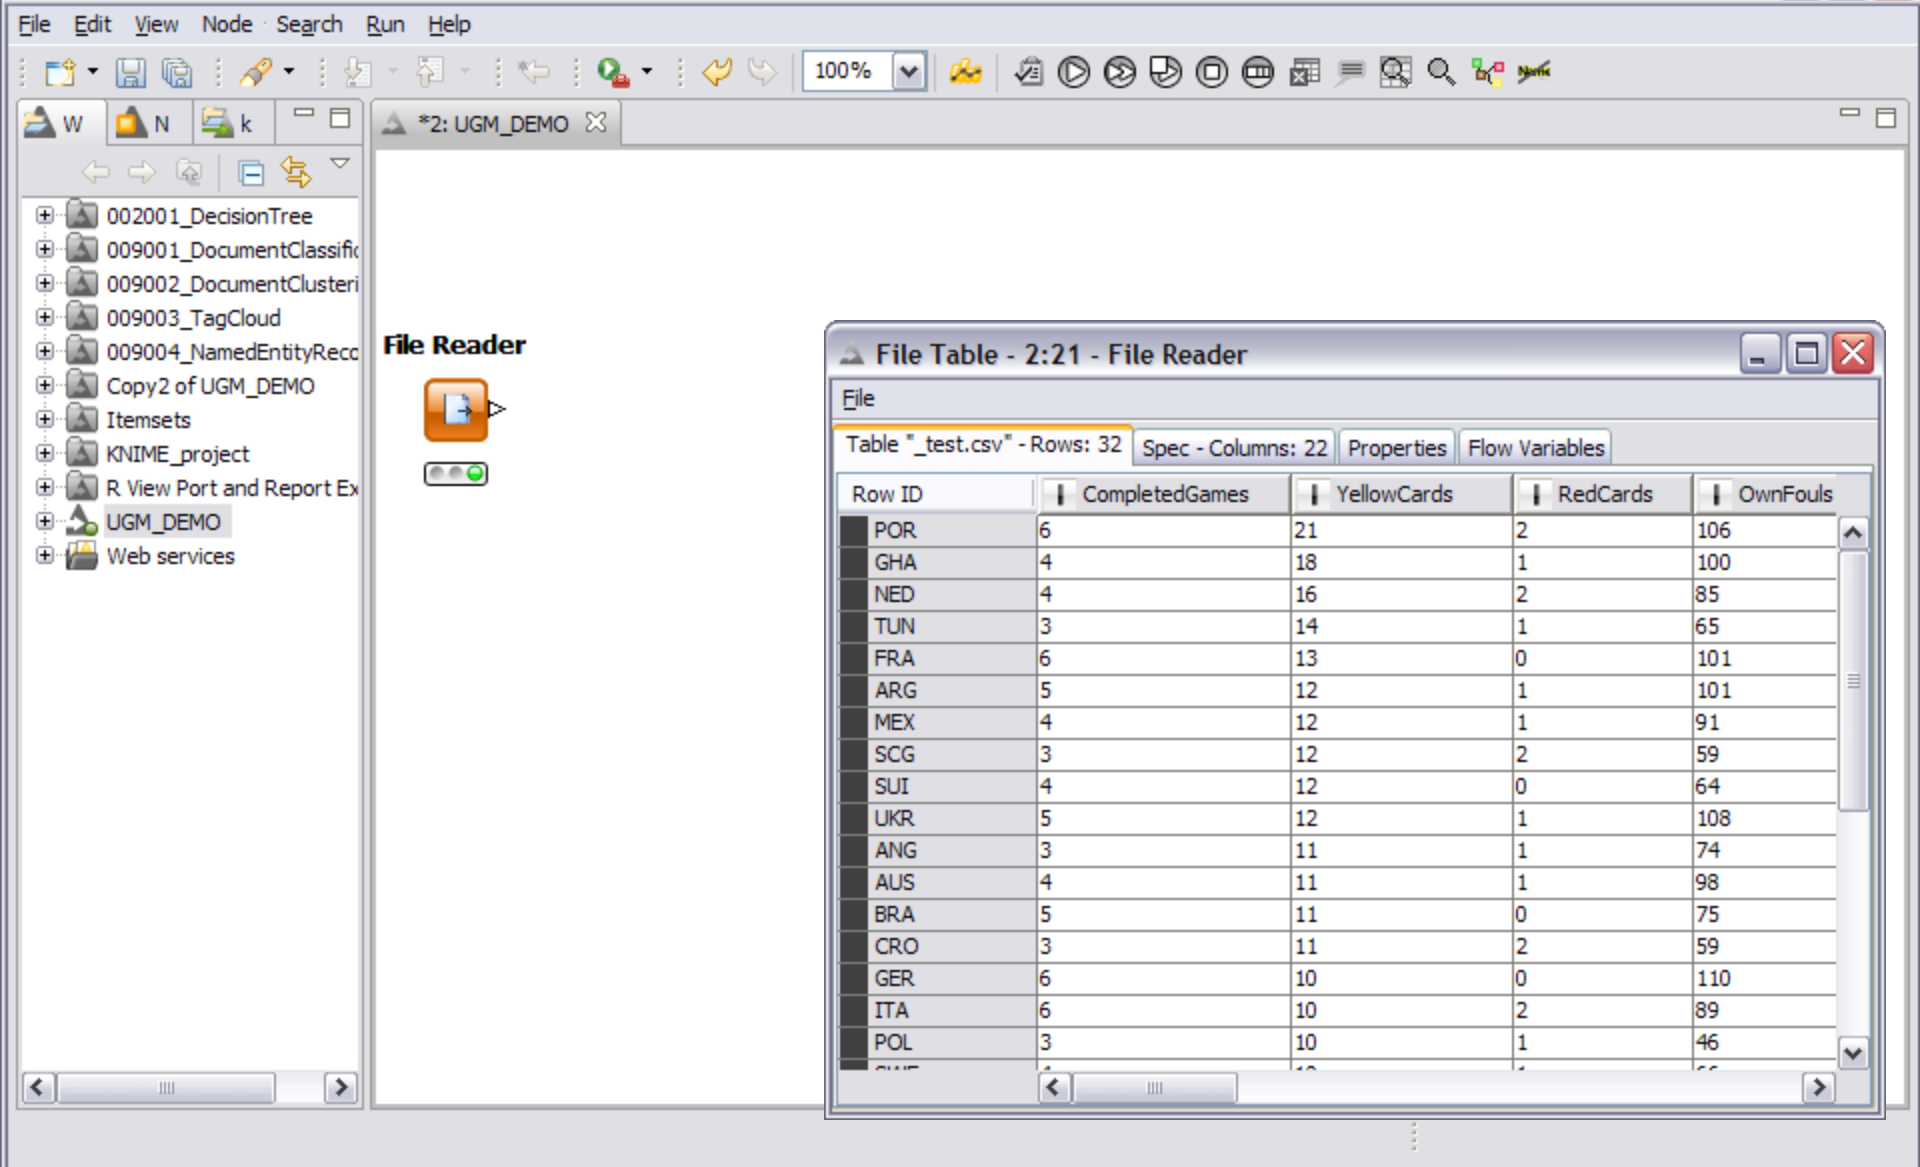 File Edit View Node Search Run Help
100%
W N k
*2: UGM_DEMO
002001_DecisionTree
009001_DocumentClassific
009002_DocumentClusteri
009003_TagCloud
009004_NamedEntityReco
Copy2 of UGM_DEMO
Itemsets
KNIME_project
R View Port and Report Ex
UGM_DEMO
Web services
File Reader
File Table - 2:21 - File Reader
File
Table "_test.csv" - Rows: 32 Spec - Columns: 22 Properties Flow Variables
Row ID I CompletedGames I YellowCards I RedCards I OwnFouls
POR 6 21 2 106
GHA 4 18 1 100
NED 4 16 2 85
TUN 3 14 1 65
FRA 6 13 0 101
ARG 5 12 1 101
MEX 4 12 1 91
SCG 3 12 2 59
SUI 4 12 0 64
UKR 5 12 1 108
ANG 3 11 1 74
AUS 4 11 1 98
BRA 5 11 0 75
CRO 3 11 2 59
GER 6 10 0 110
ITA 6 10 2 89
POL 3 10 1 46